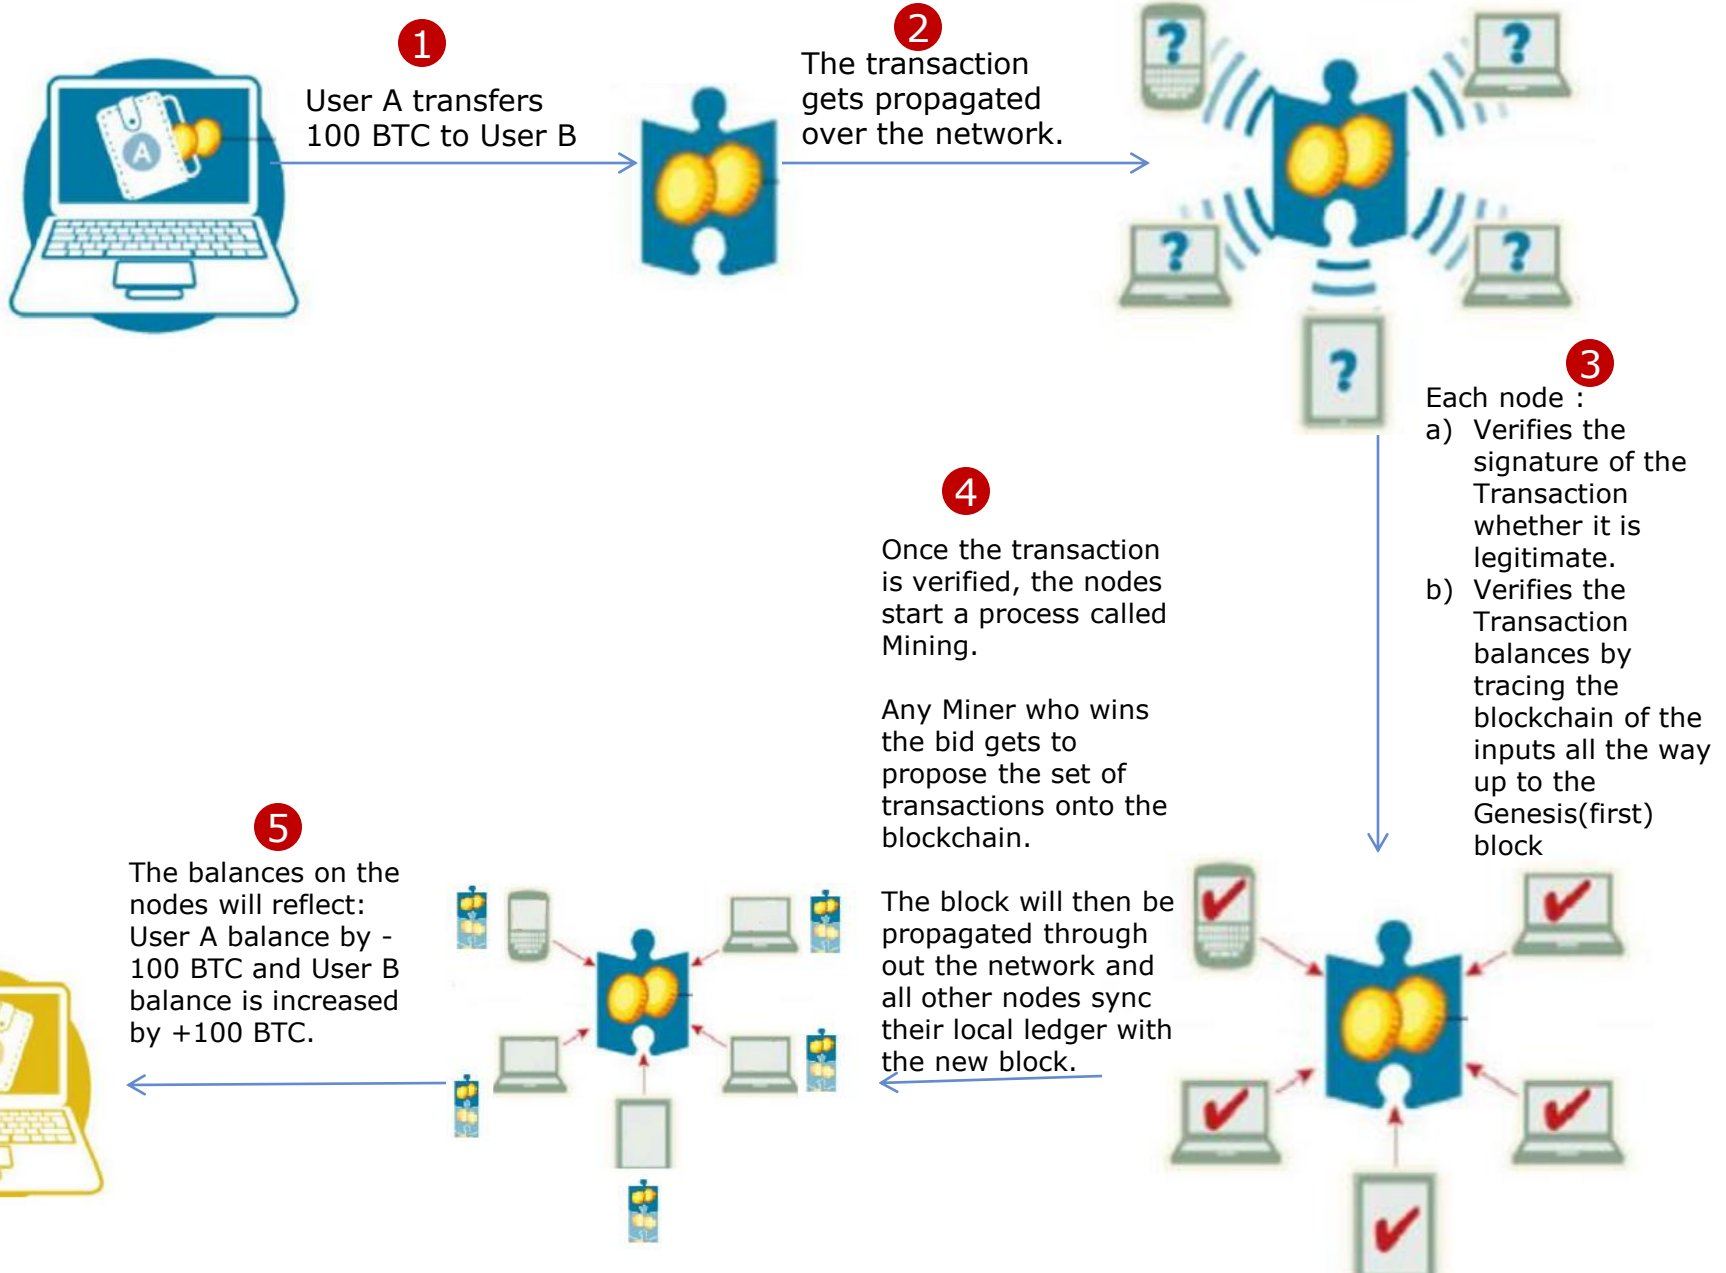 1
User A transfers
100 BTC to User B
2
The transaction
gets propagated
over the network.
A
?
?
?
?
?
3
Each node :
a) Verifies the
signature of the
Transaction
whether it is
legitimate.
b) Verifies the
Transaction
balances by
tracing the
blockchain of the
inputs all the way
up to the
Genesis(first)
block
4
Once the transaction
is verified, the nodes
start a process called
Mining.
Any Miner who wins
the bid gets to
propose the set of
transactions onto the
blockchain.
The block will then be
propagated through
out the network and
all other nodes sync
their local ledger with
the new block.
5
The balances on the
nodes will reflect:
User A balance by -
100 BTC and User B
balance is increased
by +100 BTC.